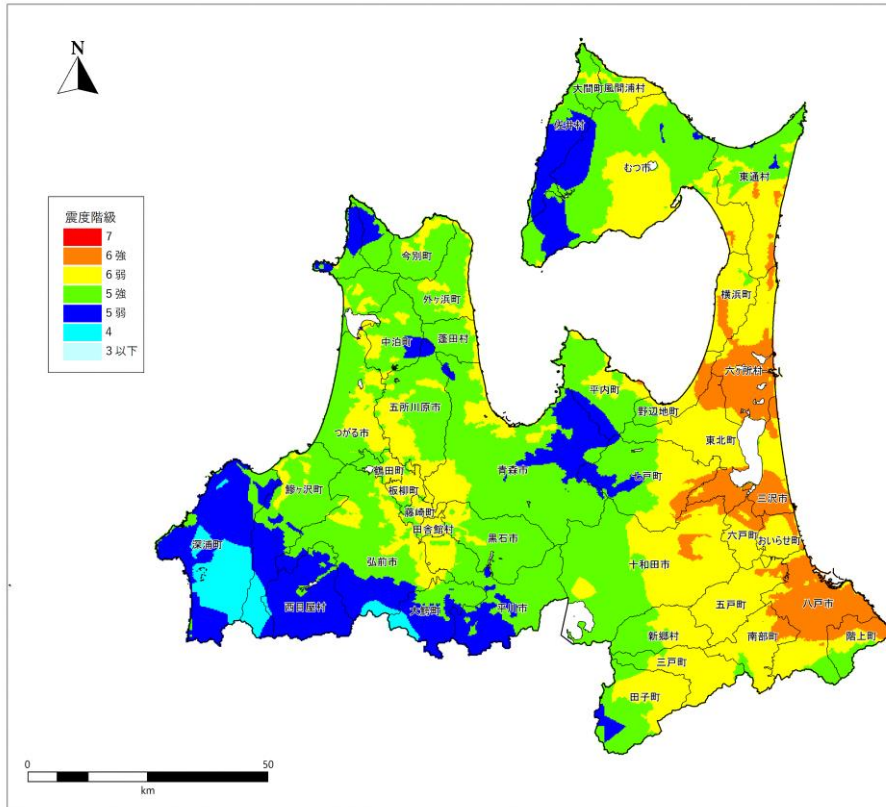 N
震度階級
7
6 強
6 弱
5 強
5 弱
4
3 以下
大間町
風間浦村
佐井村
むつ市
東通村
今別町
外ヶ浜町
横浜町
中泊町
蓬田村
六ヶ所村
平内町
五所川原市
野辺地町
つがる市
東北町
鶴田町
青森市
七戸町
鰺ヶ沢町
板柳町
三沢市
藤崎町
田舎館村
六戸町
おいらせ町
黒石市
深浦町
弘前市
十和田市
西目屋村
大鰐町
平川市
五戸町
八戸市
新郷村
南部町
階上町
三戸町
田子町
0
50
km